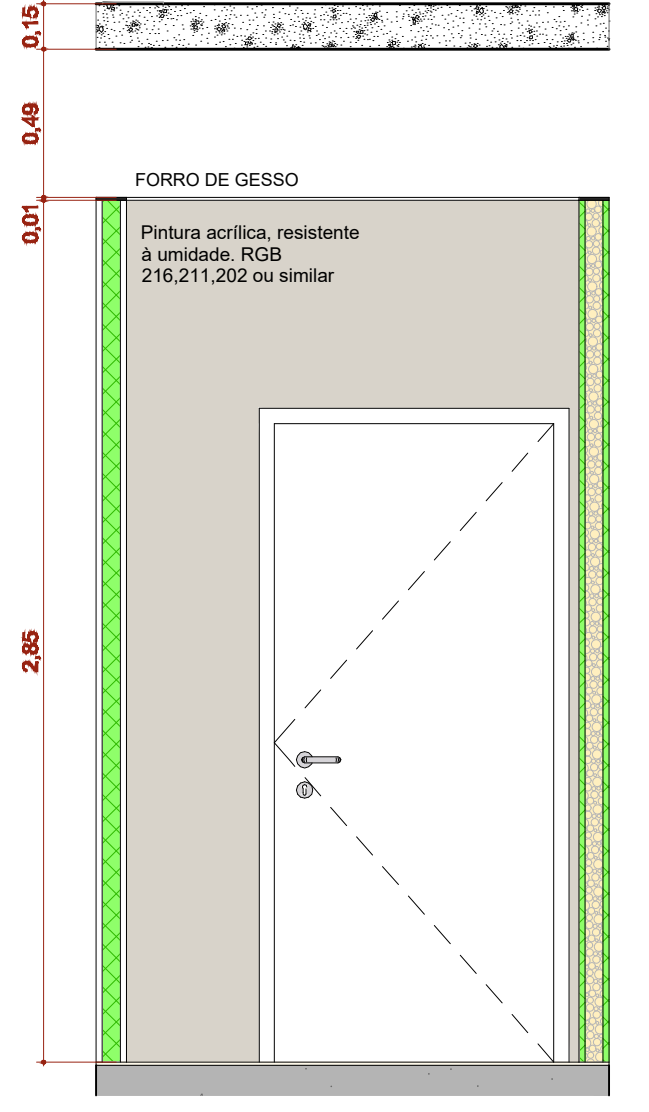 0,15
0,49
FORRO DE GESSO
0,01
Pintura acrílica, resistente
à umidade. RGB
216,211,202 ou similar
2,85